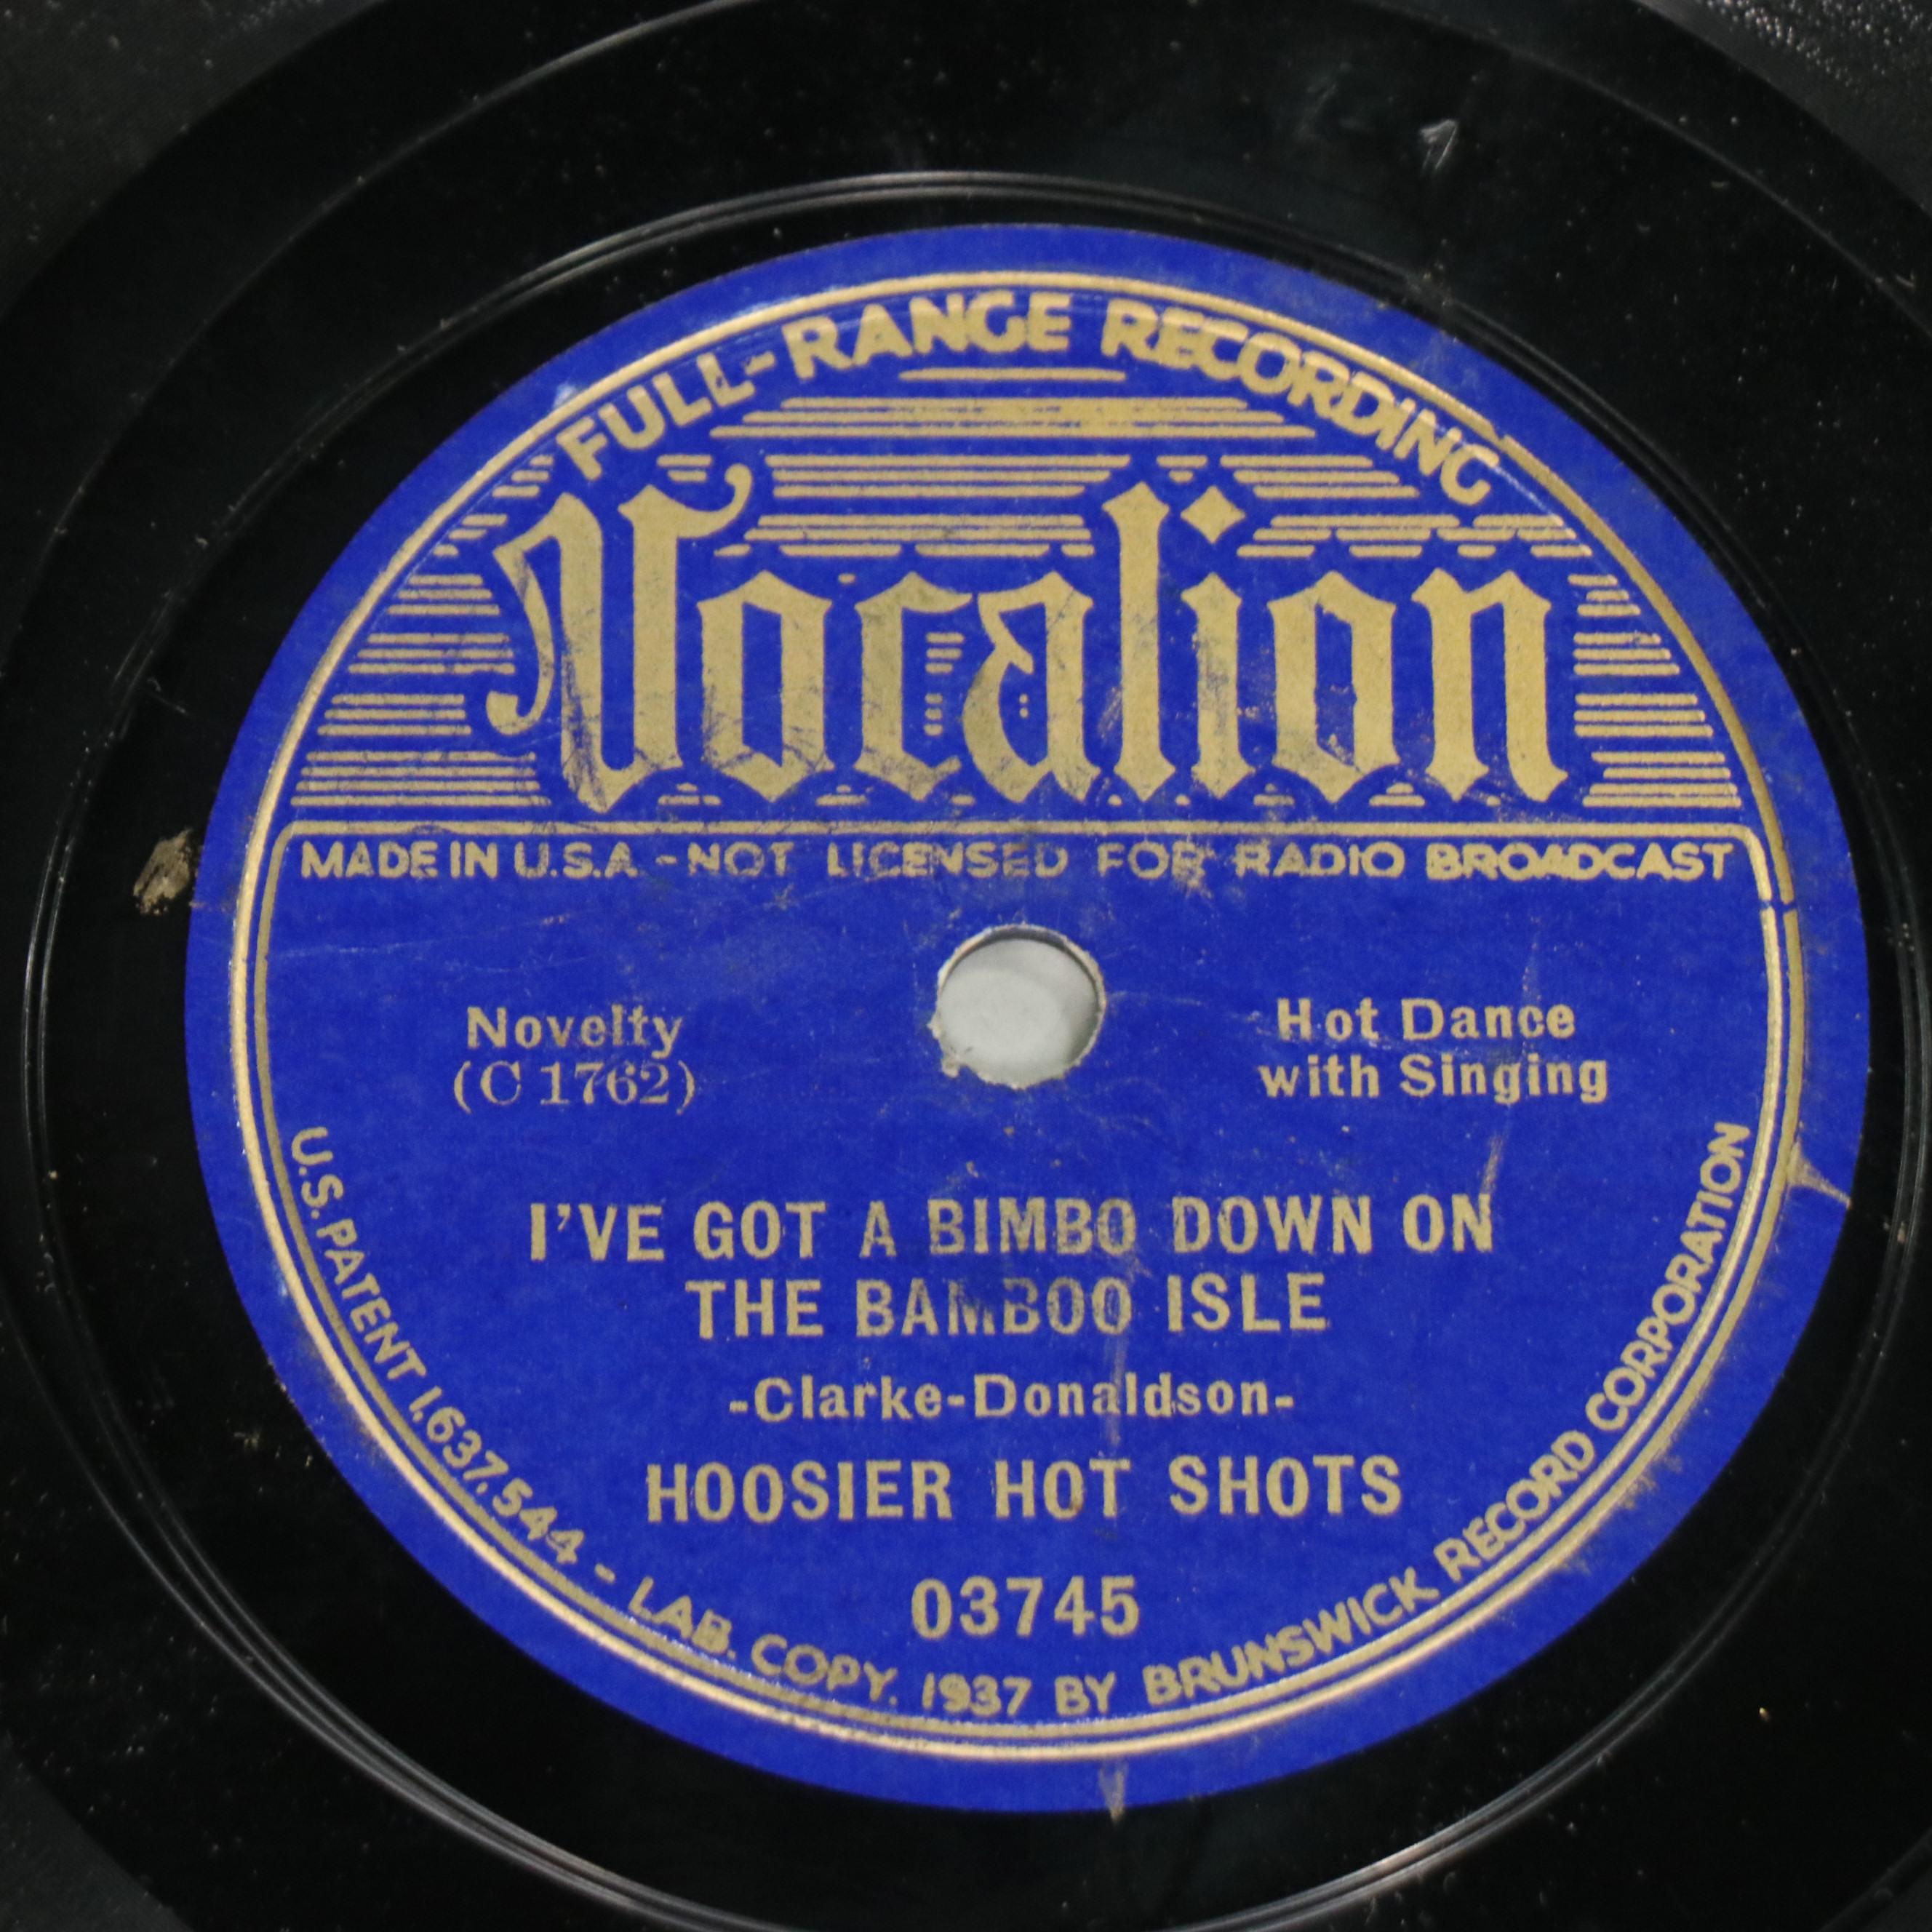 FULL-RANGE RECORDING
Vocalion
MADE IN U.S.A. - NOT LICENSED FOR RADIO BROADCAST
Novelty
(C 1762)
Hot Dance
with Singing
I'VE GOT A BIMBO DOWN ON
THE BAMBOO ISLE
-Clarke-Donaldson-
HOOSIER HOT SHOTS
03745
U.S. PATENT 1,637,544 - LAB. COPY. 1937 BY BRUNSWICK RECORD CORPORATION
1